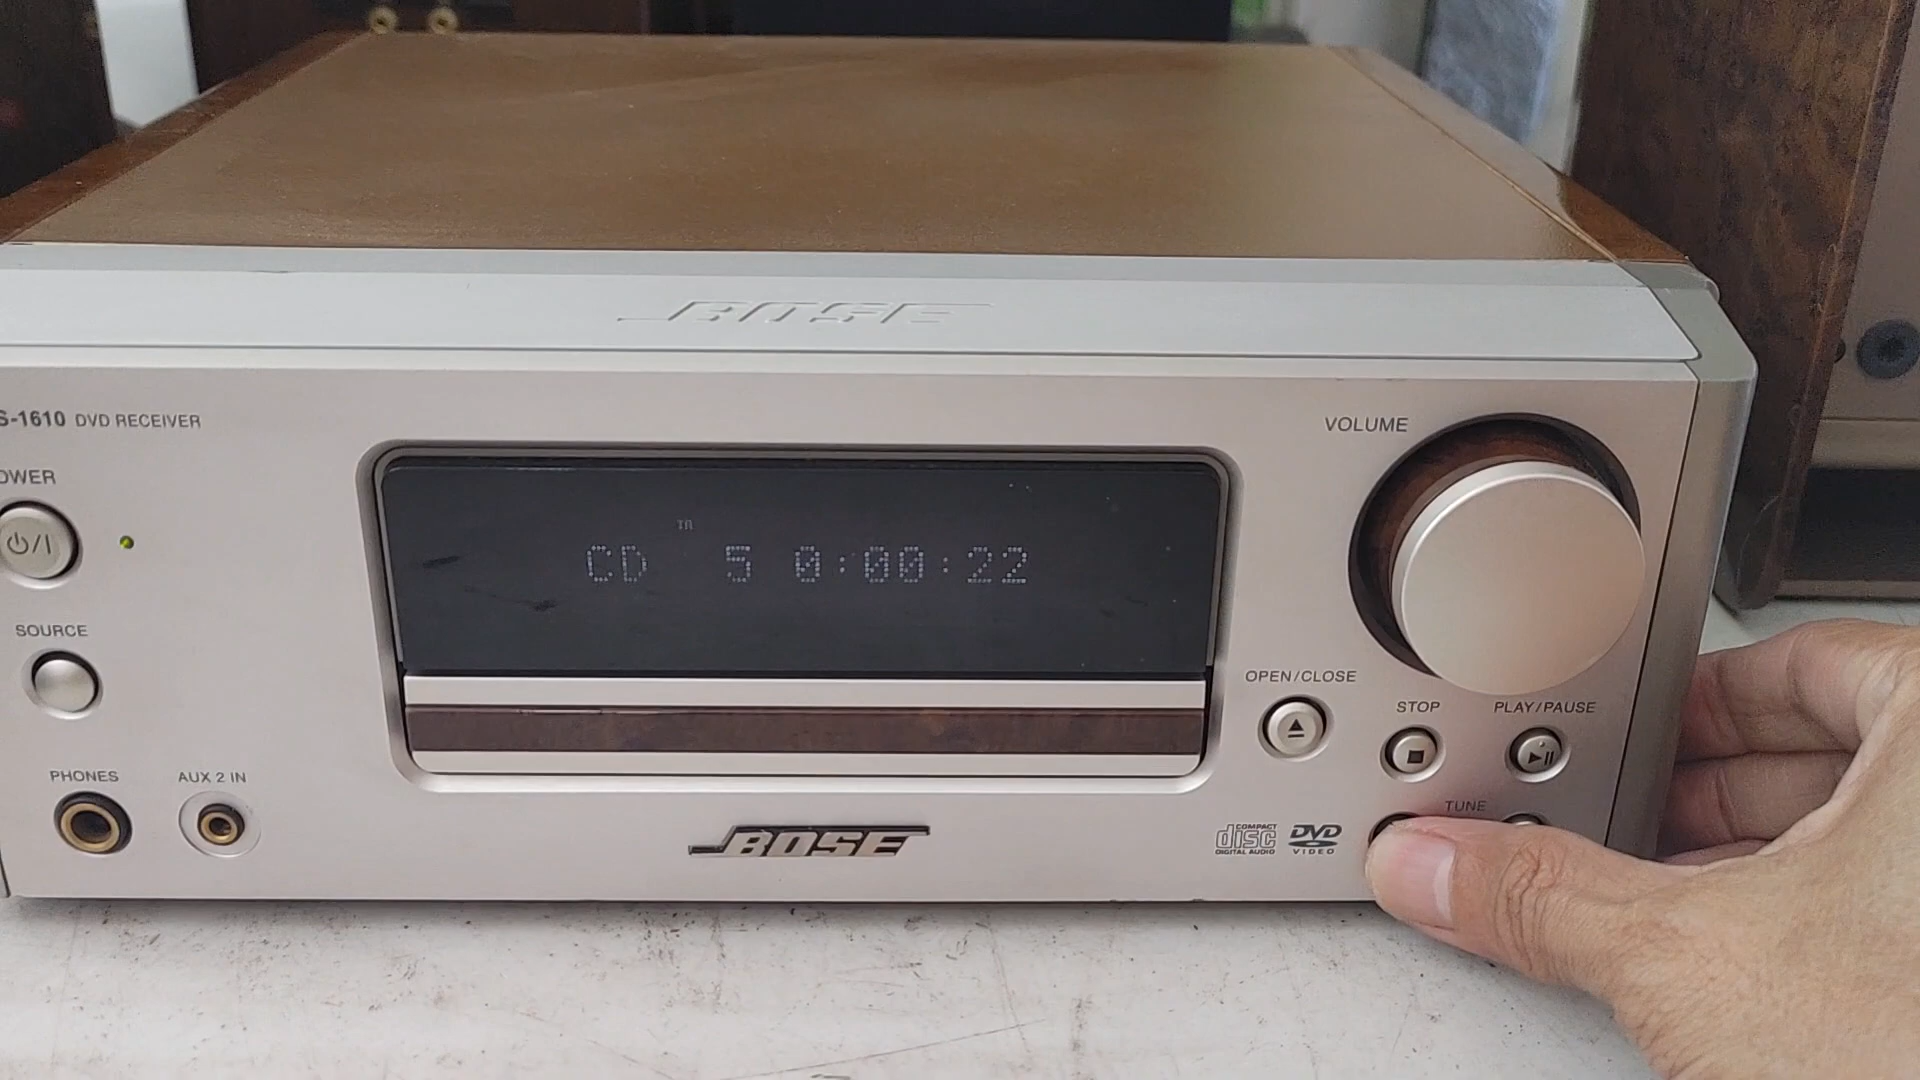 BOSE
S-1610 DVD RECEIVER
VOLUME
OWER
TR
CD 5 0:00:22
SOURCE
OPEN/CLOSE
STOP
PLAY/PAUSE
PHONES
AUX 2 IN
TUNE
BOSE
COMPACT
disc
DIGITAL AUDIO
DVD
VIDEO